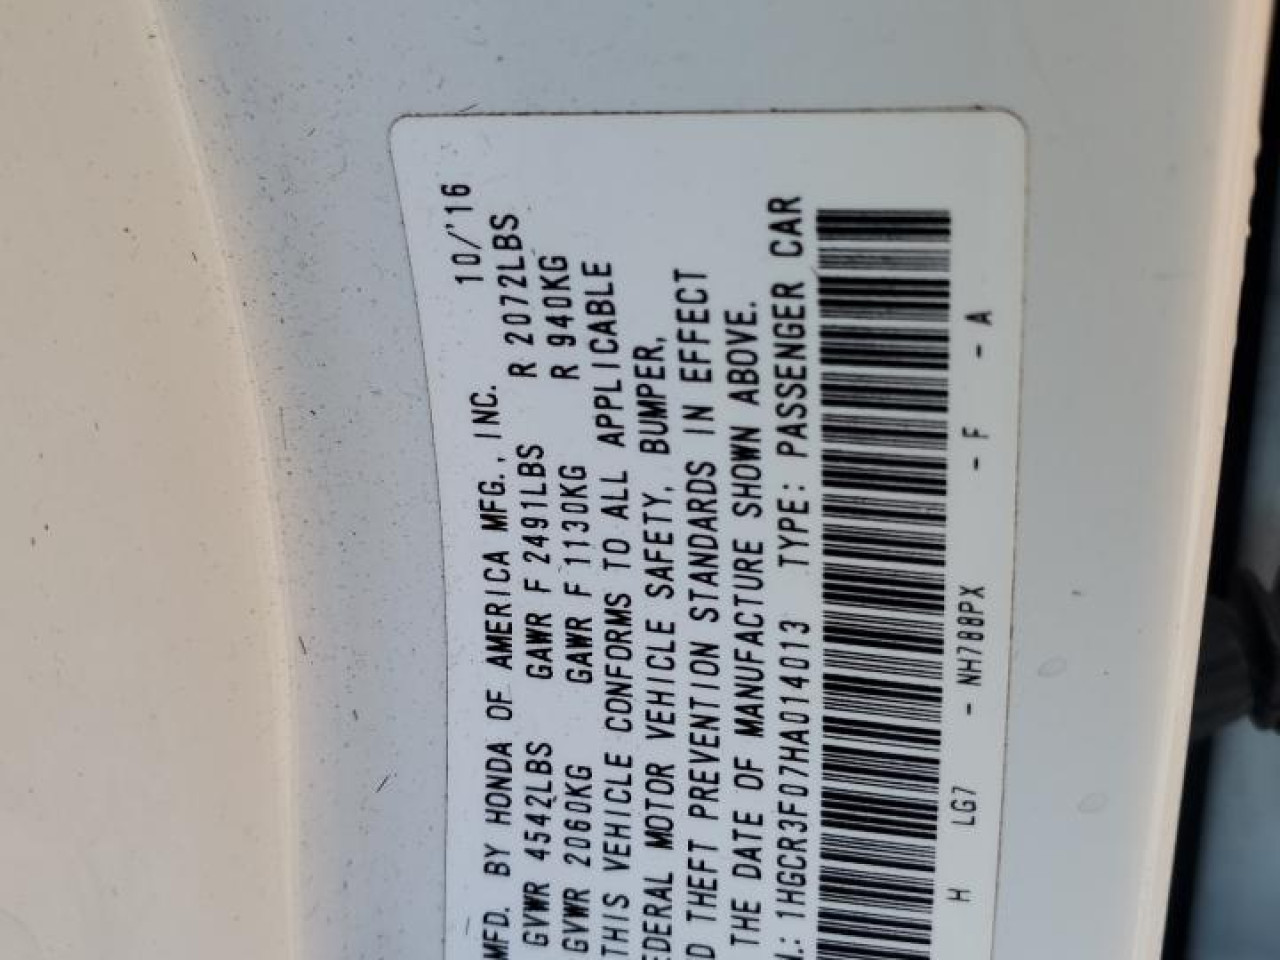 MFD. BY HONDA OF AMERICA MFG., INC. 10/'16
GVWR 4542LBS GAWR F 2491LBS R 2072LBS
GVWR 2060KG GAWR F 1130KG R 940KG
THIS VEHICLE CONFORMS TO ALL APPLICABLE
EDERAL MOTOR VEHICLE SAFETY, BUMPER,
D THEFT PREVENTION STANDARDS IN EFFECT
THE DATE OF MANUFACTURE SHOWN ABOVE.
.: 1HGCR3F07HA014013 TYPE: PASSENGER CAR
H LG7 - NH788PX - F - A